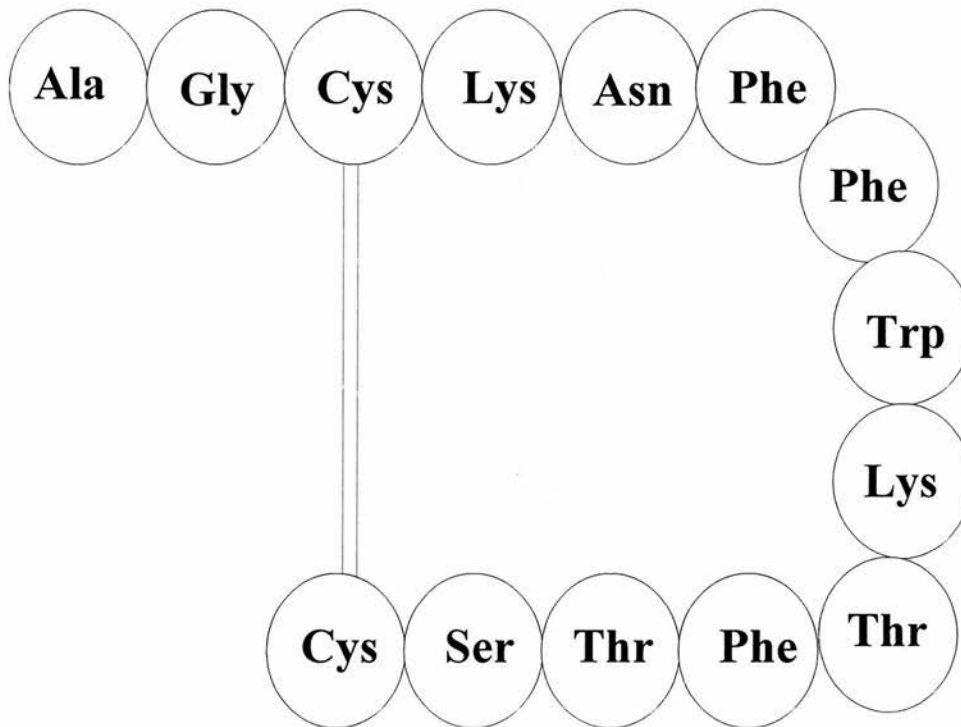 Ala Gly Cys Lys Asn Phe
Phe
Trp
Lys
Cys Ser Thr Phe Thr